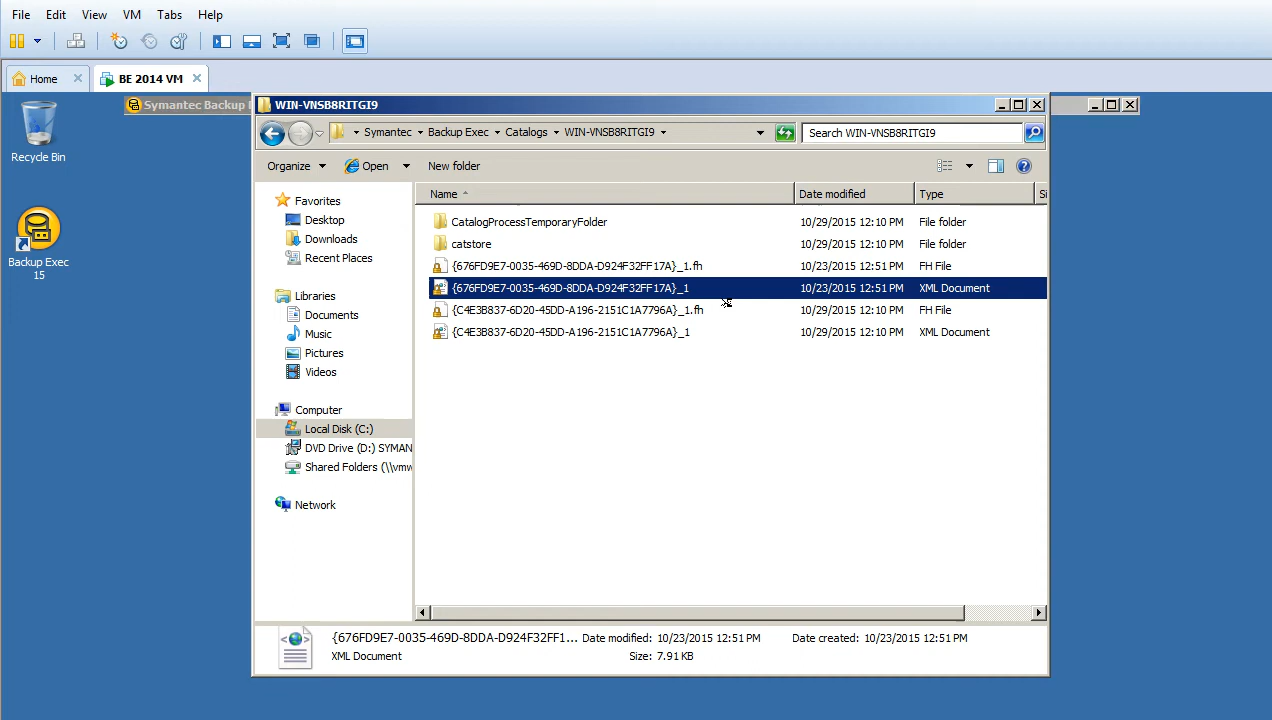 File Edit View VM Tabs Help
Home BE 2014 VM
Symantec Backup
WIN-VNSB8RITGI9
Symantec Backup Exec Catalogs WIN-VNSB8RITGI9 Search WIN-VNSB8RITGI9
Organize Open New folder
Name Date modified Type Si
Recycle Bin
Backup Exec
15
Favorites
Desktop
Downloads
Recent Places
Libraries
Documents
Music
Pictures
Videos
Computer
Local Disk (C:)
DVD Drive (D:) SYMAN
Shared Folders (\\vmw
Network
CatalogProcessTemporaryFolder 10/29/2015 12:10 PM File folder
catstore 10/29/2015 12:10 PM File folder
{676FD9E7-0035-469D-8DDA-D924F32FF17A}_1.fh 10/23/2015 12:51 PM FH File
{676FD9E7-0035-469D-8DDA-D924F32FF17A}_1 10/23/2015 12:51 PM XML Document
{C4E3B837-6D20-45DD-A196-2151C1A7796A}_1.fh 10/29/2015 12:10 PM FH File
{C4E3B837-6D20-45DD-A196-2151C1A7796A}_1 10/29/2015 12:10 PM XML Document
{676FD9E7-0035-469D-8DDA-D924F32FF1... Date modified: 10/23/2015 12:51 PM Date created: 10/23/2015 12:51 PM
XML Document Size: 7.91 KB